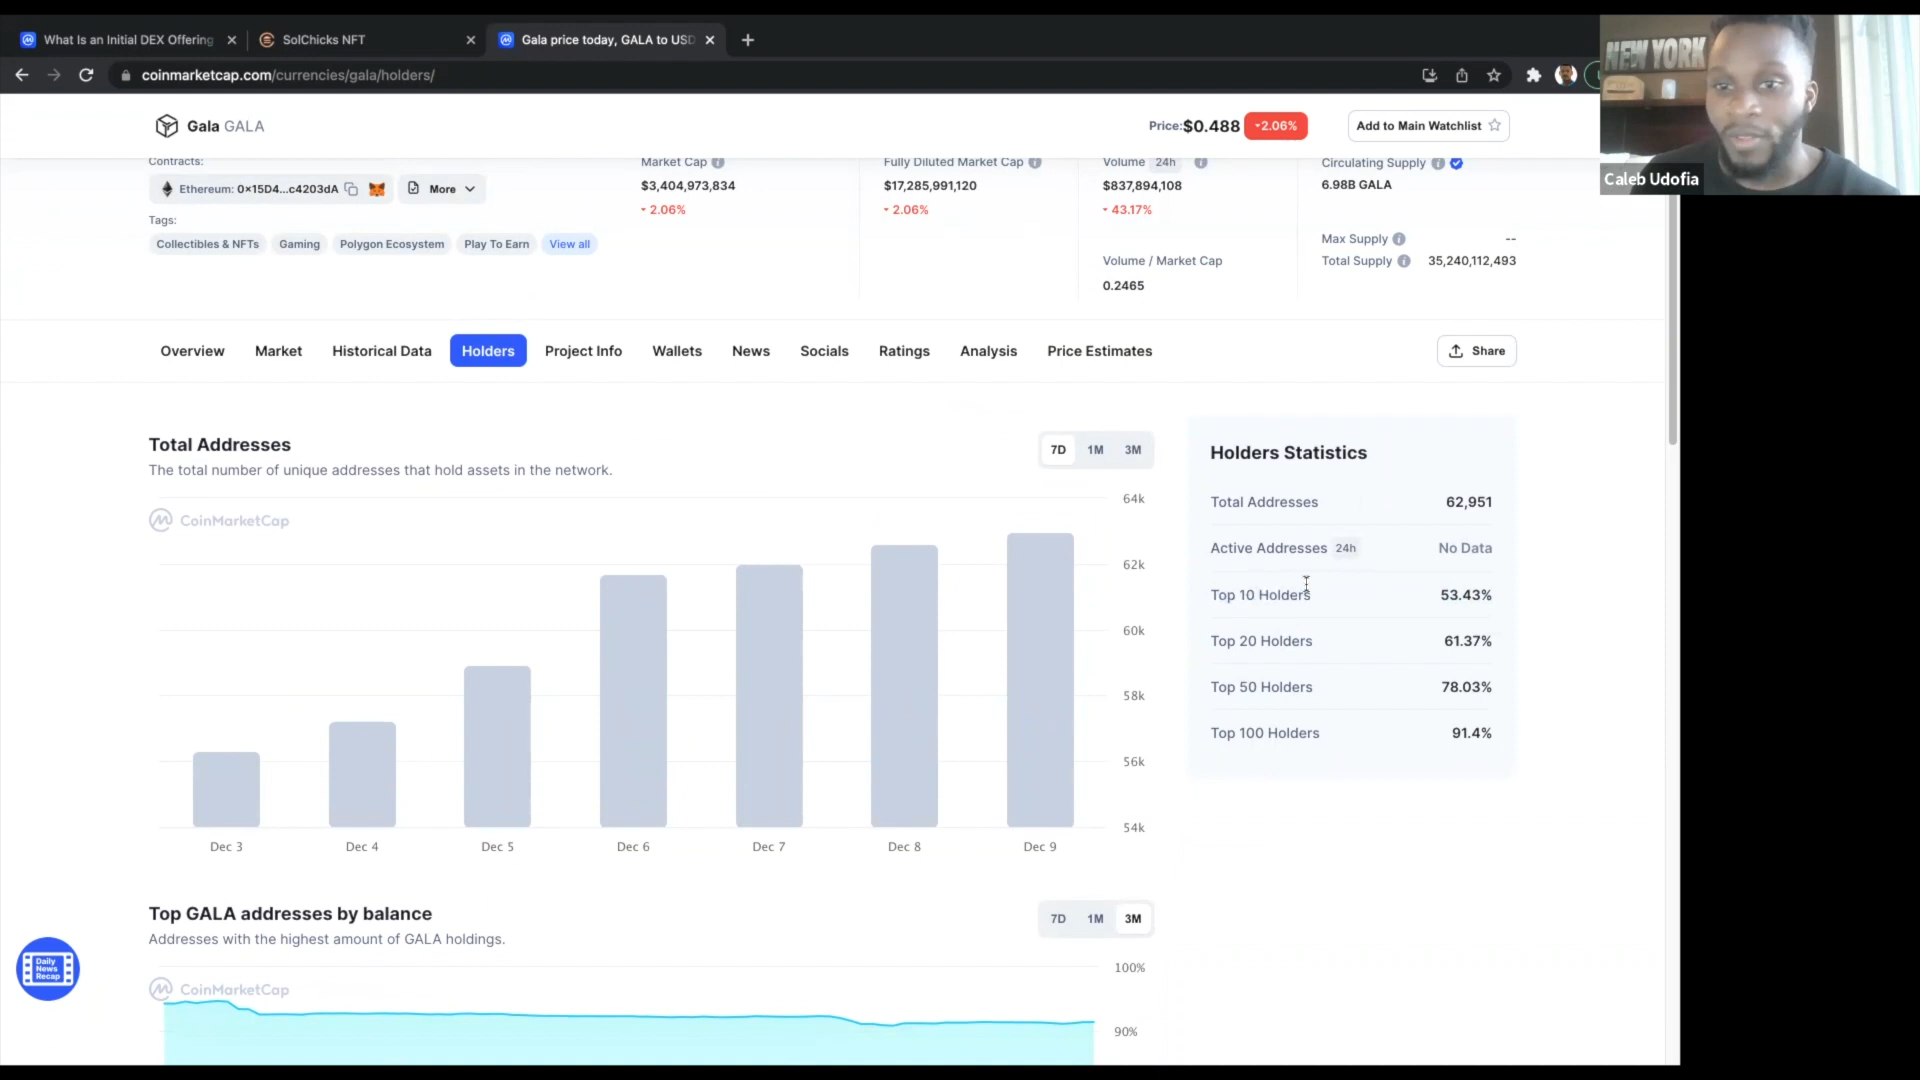 What Is an Initial DEX Offering
SolChicks NFT
Gala price today, GALA to USD
coinmarketcap.com/currencies/gala/holders/
NEW YORK
Caleb Udofia
Gala GALA
Price:$0.488
2.06%
Add to Main Watchlist
Contracts:
Ethereum: 0x15D4...c4203dA
More
Tags:
Collectibles & NFTs
Gaming
Polygon Ecosystem
Play To Earn
View all
Market Cap
$3,404,973,834
2.06%
Fully Diluted Market Cap
$17,285,991,120
2.06%
Volume 24h
$837,894,108
43.17%
Volume / Market Cap
0.2465
Circulating Supply
6.98B GALA
Max Supply --
Total Supply 35,240,112,493
Overview
Market
Historical Data
Holders
Project Info
Wallets
News
Socials
Ratings
Analysis
Price Estimates
Share
Total Addresses
The total number of unique addresses that hold assets in the network.
7D 1M 3M
CoinMarketCap
64k
62k
60k
58k
56k
54k
Dec 3
Dec 4
Dec 5
Dec 6
Dec 7
Dec 8
Dec 9
Holders Statistics
Total Addresses 62,951
Active Addresses 24h No Data
Top 10 Holders 53.43%
Top 20 Holders 61.37%
Top 50 Holders 78.03%
Top 100 Holders 91.4%
Top GALA addresses by balance
Addresses with the highest amount of GALA holdings.
7D 1M 3M
CoinMarketCap
100%
90%
Daily
News
Recap